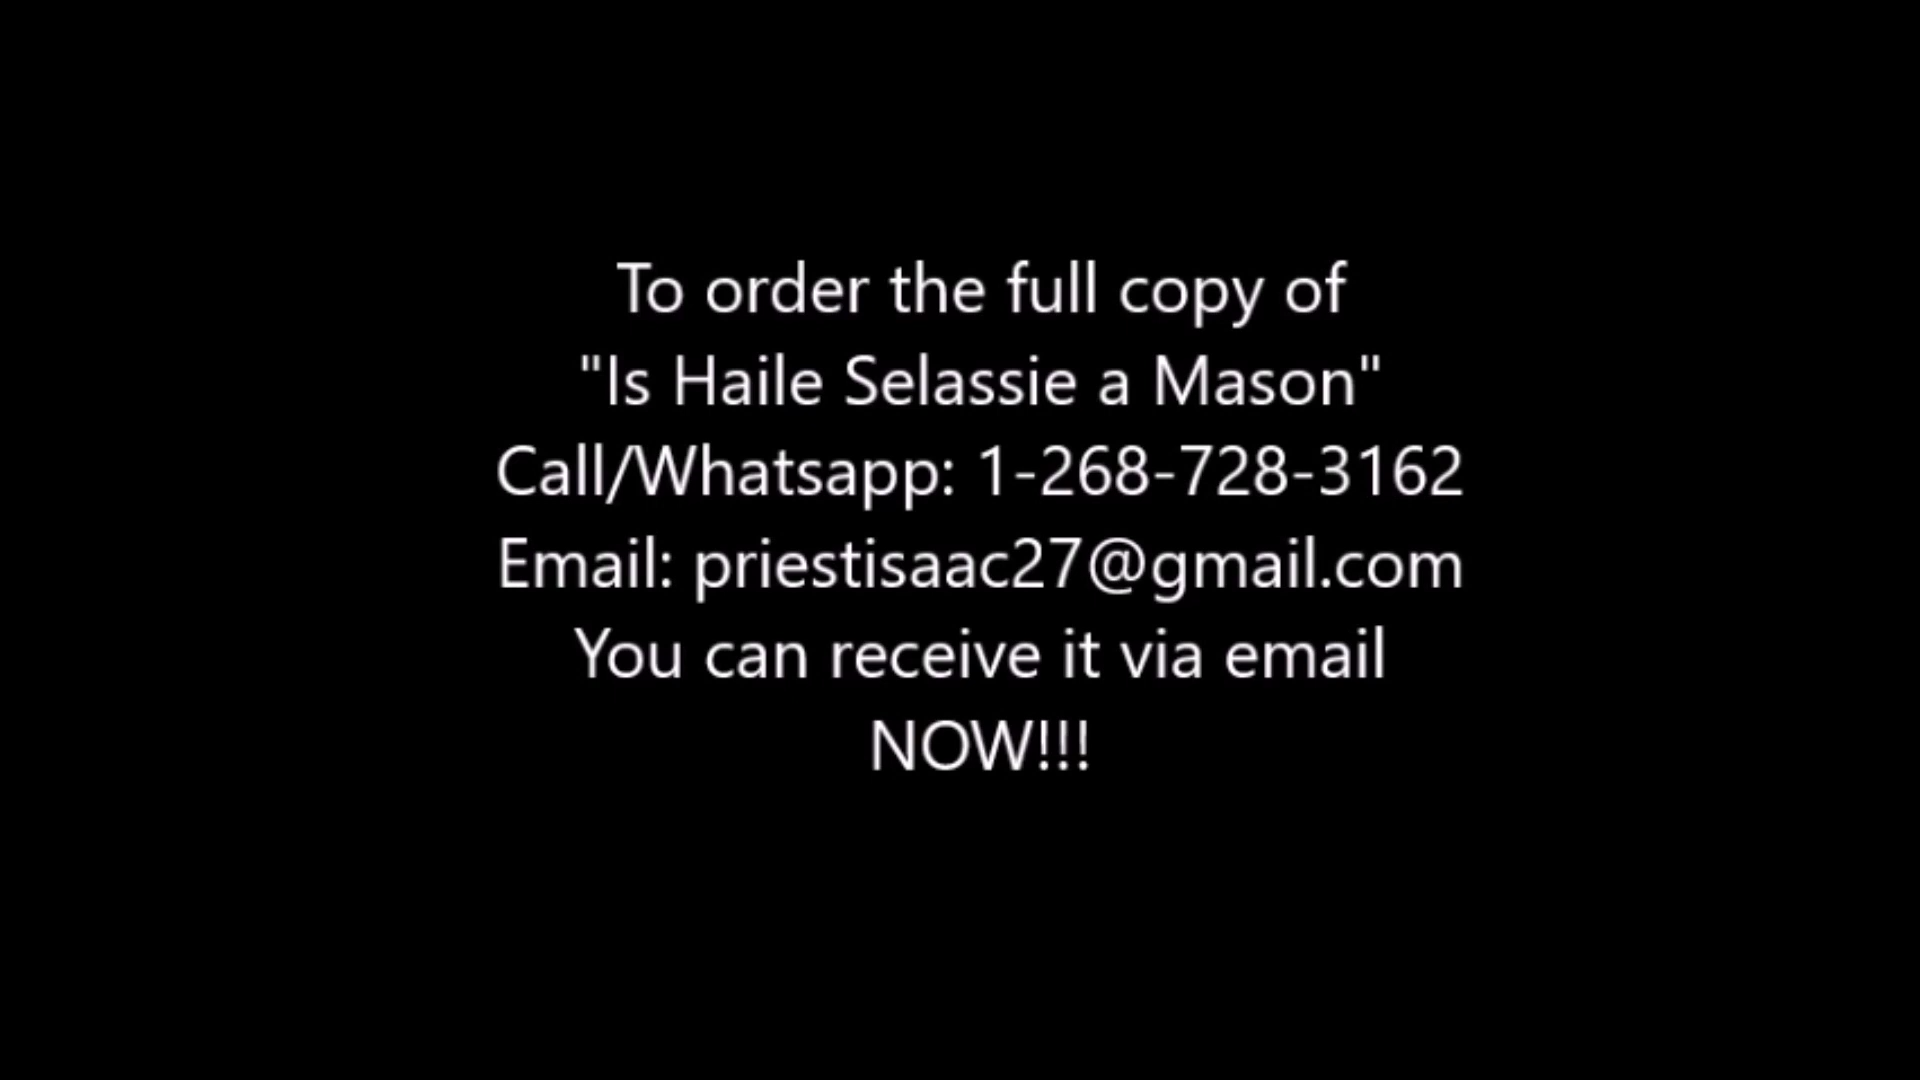 To order the full copy of
"Is Haile Selassie a Mason"
Call/Whatsapp: 1-268-728-3162
Email: priestisaac27@gmail.com
You can receive it via email
NOW!!!